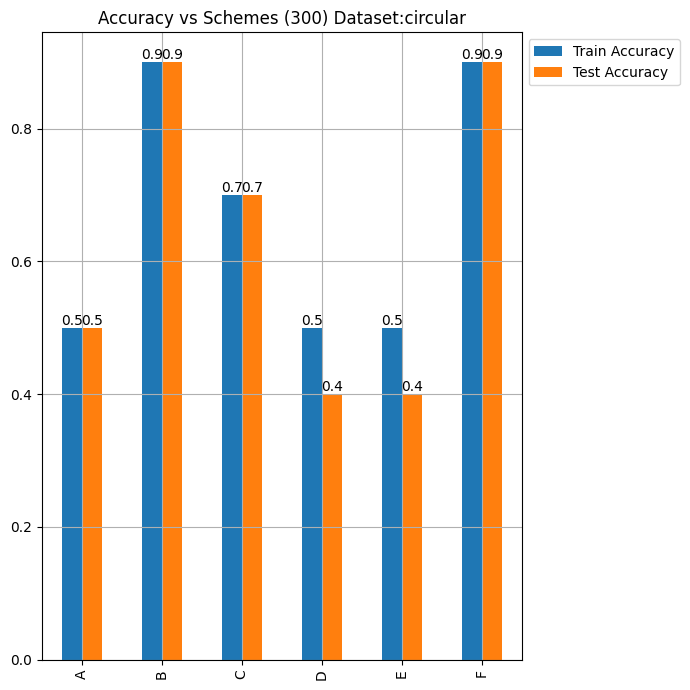 Accuracy vs Schemes (300) Dataset:circular
Train Accuracy
Test Accuracy
0.9 0.9 0.9 0.9
0.8
0.7 0.7
0.6
0.5 0.5 0.5 0.5
0.4 0.4 0.4
0.2
0.0
A B C D E F